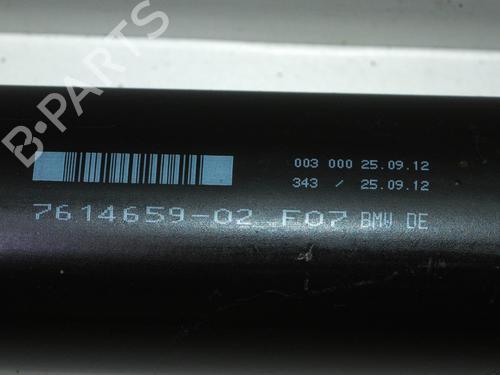 B-PARTS
003 000 25.09.12
343 / 25.09.12
7614659-02 F07 BMW DE